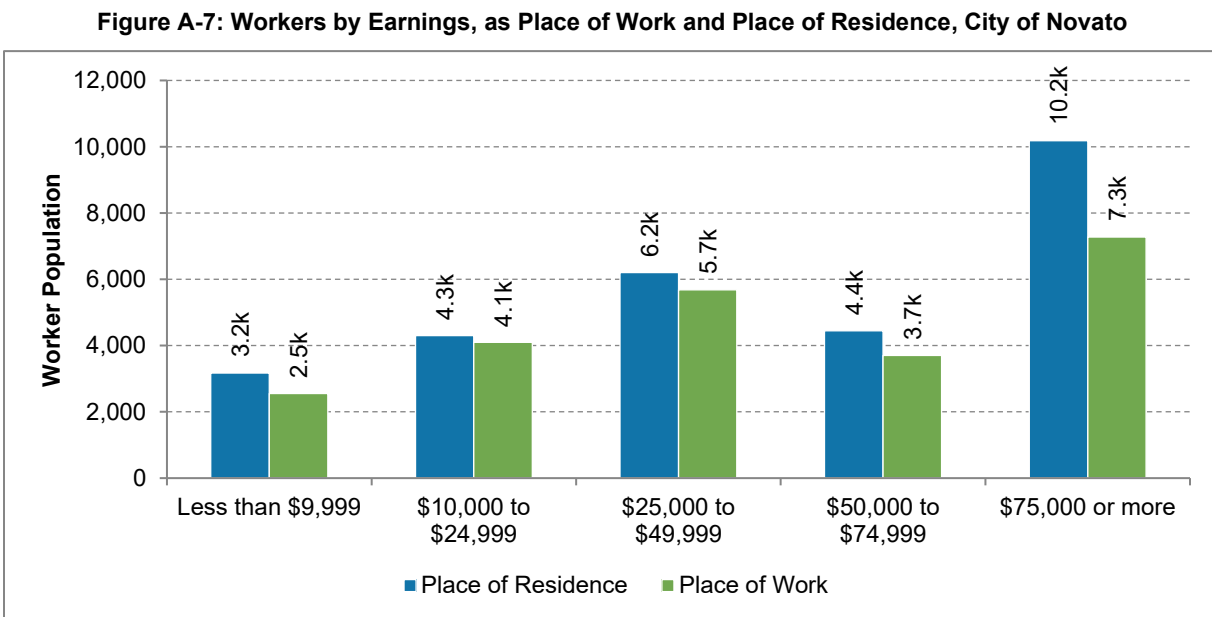 Figure A-7: Workers by Earnings, as Place of Work and Place of Residence, City of Novato
12,000
10,000
8,000
6,000
4,000
2,000
0
Worker Population
3.2k
2.5k
4.3k
4.1k
6.2k
5.7k
4.4k
3.7k
10.2k
7.3k
Less than $9,999
$10,000 to
$24,999
$25,000 to
$49,999
$50,000 to
$74,999
$75,000 or more
Place of Residence
Place of Work